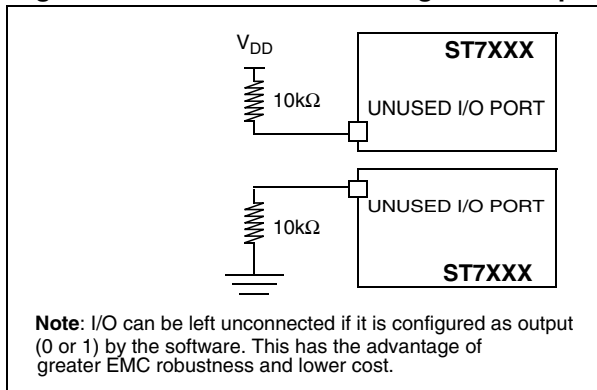 V_DD
ST7XXX
10kΩ
UNUSED I/O PORT
UNUSED I/O PORT
10kΩ
ST7XXX
Note: I/O can be left unconnected if it is configured as output
(0 or 1) by the software. This has the advantage of
greater EMC robustness and lower cost.